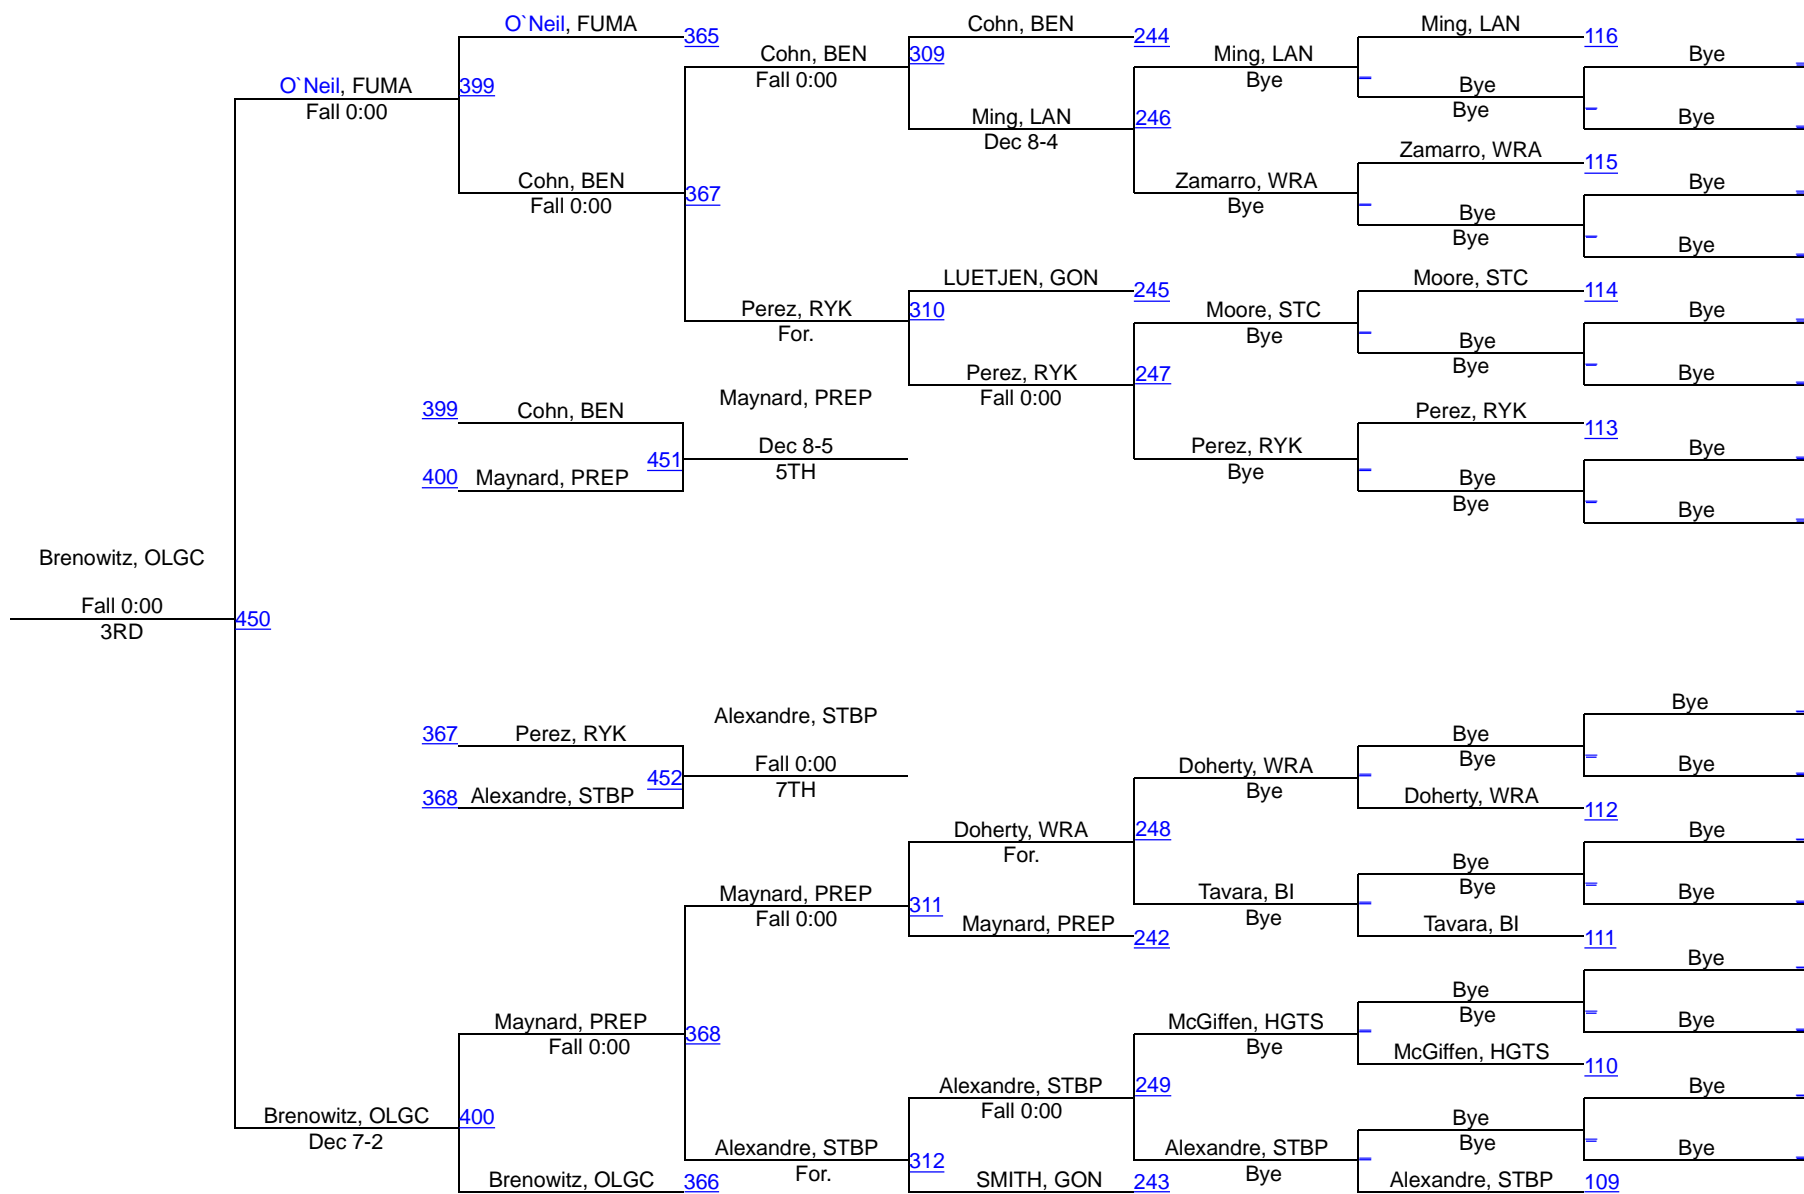 O`Neil, FUMA
365
O`Neil, FUMA
Fall 0:00
399
Cohn, BEN
Fall 0:00
367
Cohn, BEN
Fall 0:00
309
Cohn, BEN
244
Ming, LAN
Dec 8-4
246
Ming, LAN
Bye
Ming, LAN
116
Bye
Bye
Bye
Bye
Zamarro, WRA
Bye
Zamarro, WRA
115
Bye
Bye
Bye
Bye
Perez, RYK
For.
310
LUETJEN, GON
245
Perez, RYK
Fall 0:00
247
Moore, STC
Bye
Moore, STC
114
Bye
Bye
Bye
Bye
Perez, RYK
Bye
Perez, RYK
113
Bye
Bye
Bye
Bye
399
Cohn, BEN
400
Maynard, PREP
451
Maynard, PREP
Dec 8-5
5TH
Brenowitz, OLGC
Fall 0:00
3RD
450
367
Perez, RYK
368
Alexandre, STBP
452
Alexandre, STBP
Fall 0:00
7TH
Doherty, WRA
For.
248
Doherty, WRA
Bye
Bye
Bye
Bye
Bye
Doherty, WRA
112
Tavara, BI
Bye
Bye
Bye
Bye
Bye
Tavara, BI
111
Maynard, PREP
Fall 0:00
311
Maynard, PREP
242
Maynard, PREP
Fall 0:00
368
McGiffen, HGTS
Bye
Bye
Bye
Bye
Bye
McGiffen, HGTS
110
Alexandre, STBP
Fall 0:00
249
Alexandre, STBP
Bye
Bye
Bye
Bye
Bye
Alexandre, STBP
109
Brenowitz, OLGC
Dec 7-2
400
Brenowitz, OLGC
366
Alexandre, STBP
For.
312
SMITH, GON
243